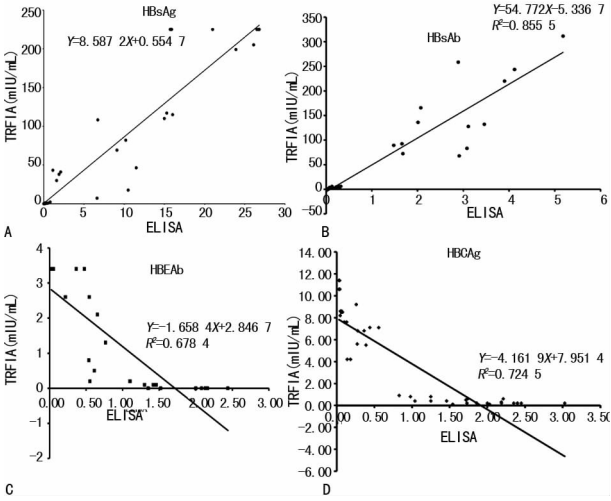 HBsAg
Y=8.587 2X+0.554 7
TRFIA(mIU/mL)
250
200
150
100
50
0
0 5 10 15 20 25 30
ELISA
A
Y=54.772X-5.336 7
R²=0.855 5
HBsAb
TRFIA(mIU/mL)
350
300
250
200
150
100
50
0
-50
1 2 3 4 5 6
ELISA
B
HBEAb
Y=-1.658 4X+2.846 7
R²=0.678 4
TRFIA(mIU/mL)
4
3
2
1
0
-1
-2
0.00 0.50 1.00 1.50 2.00 2.50 3.00
ELISA
C
HBCAg
Y=-4.161 9X+7.951 4
R²=0.724 5
TRFIA(mIU/mL)
14.00
12.00
10.00
8.00
6.00
4.00
2.00
0.00
-2.00
-4.00
-6.00
0.00 0.50 1.00 1.50 2.00 2.50 3.00 3.50
ELISA
D